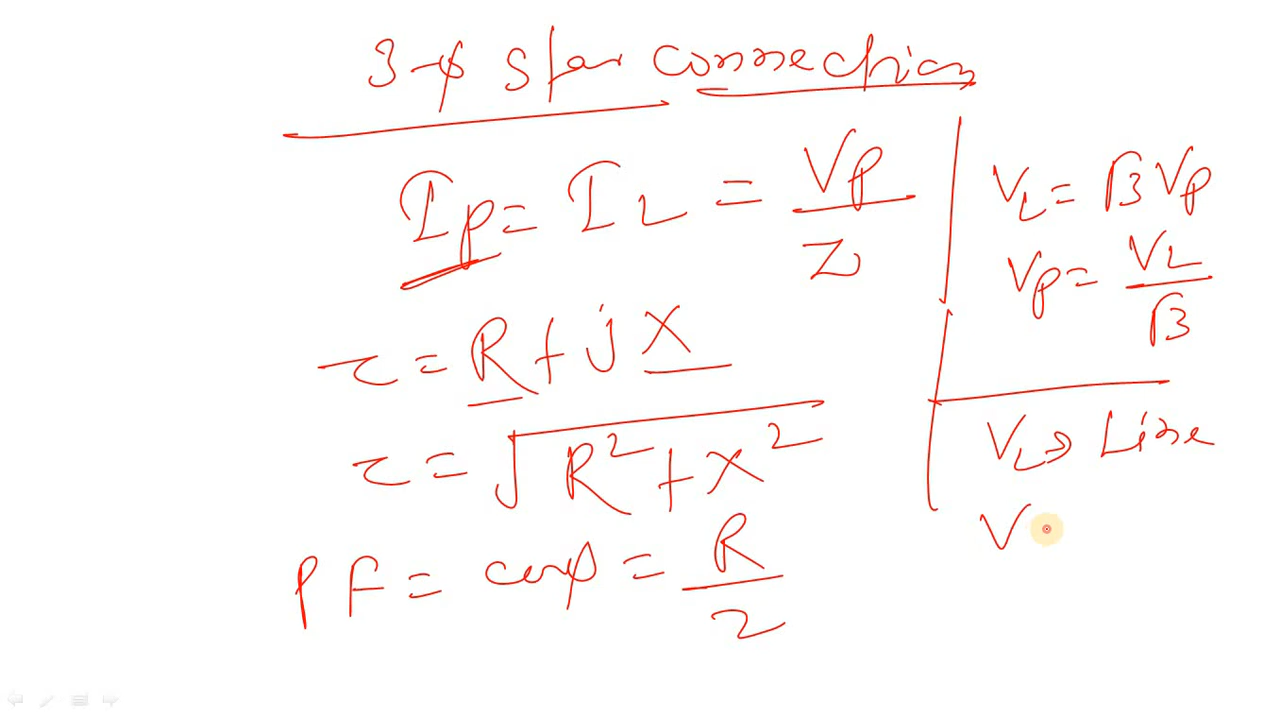 3-φ Star connection
Ip = IL = Vp/Z
Z = R + jX
Z = √R² + X²
PF = cosφ = R/Z
VL = √3 Vp
Vp = VL/√3
VL → Line
V